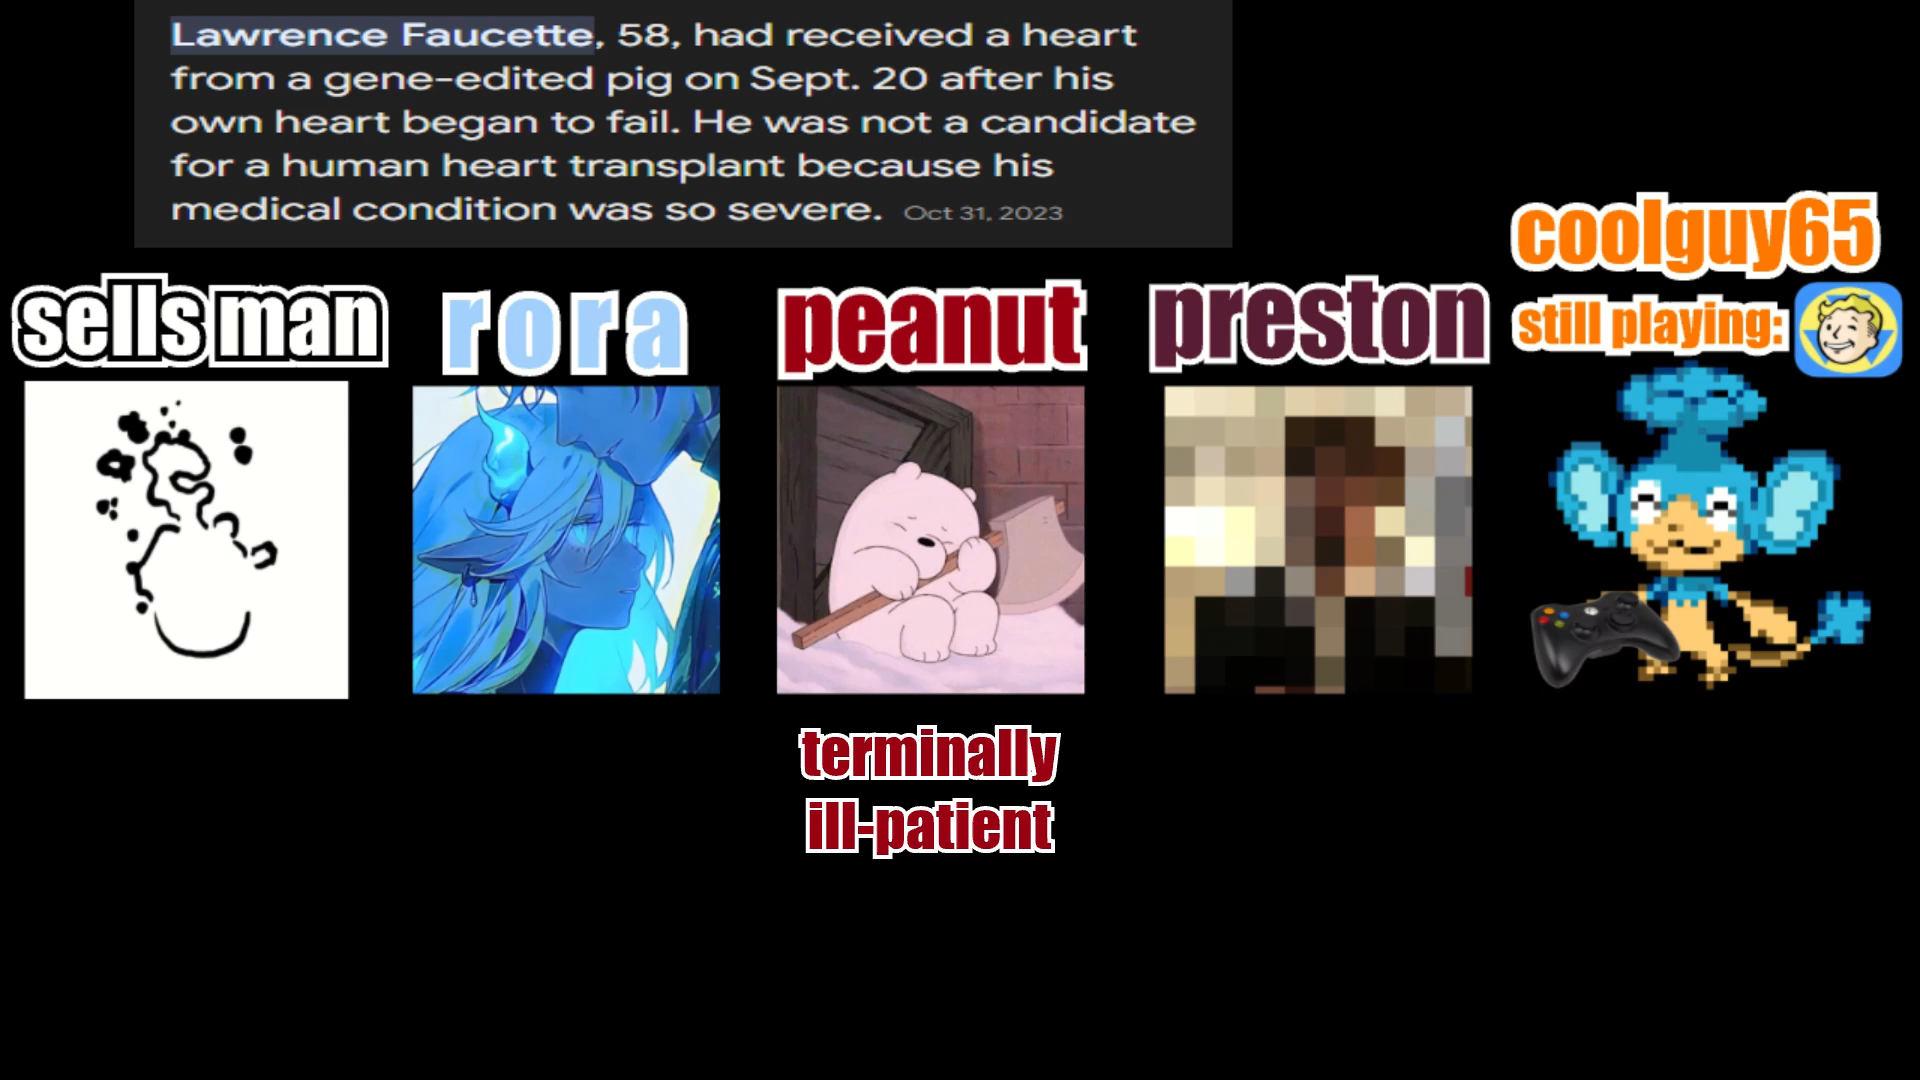 Lawrence Faucette, 58, had received a heart
from a gene-edited pig on Sept. 20 after his
own heart began to fail. He was not a candidate
for a human heart transplant because his
medical condition was so severe. Oct 31, 2023
sells man
rora
peanut
preston
coolguy65
still playing:
terminally
ill-patient